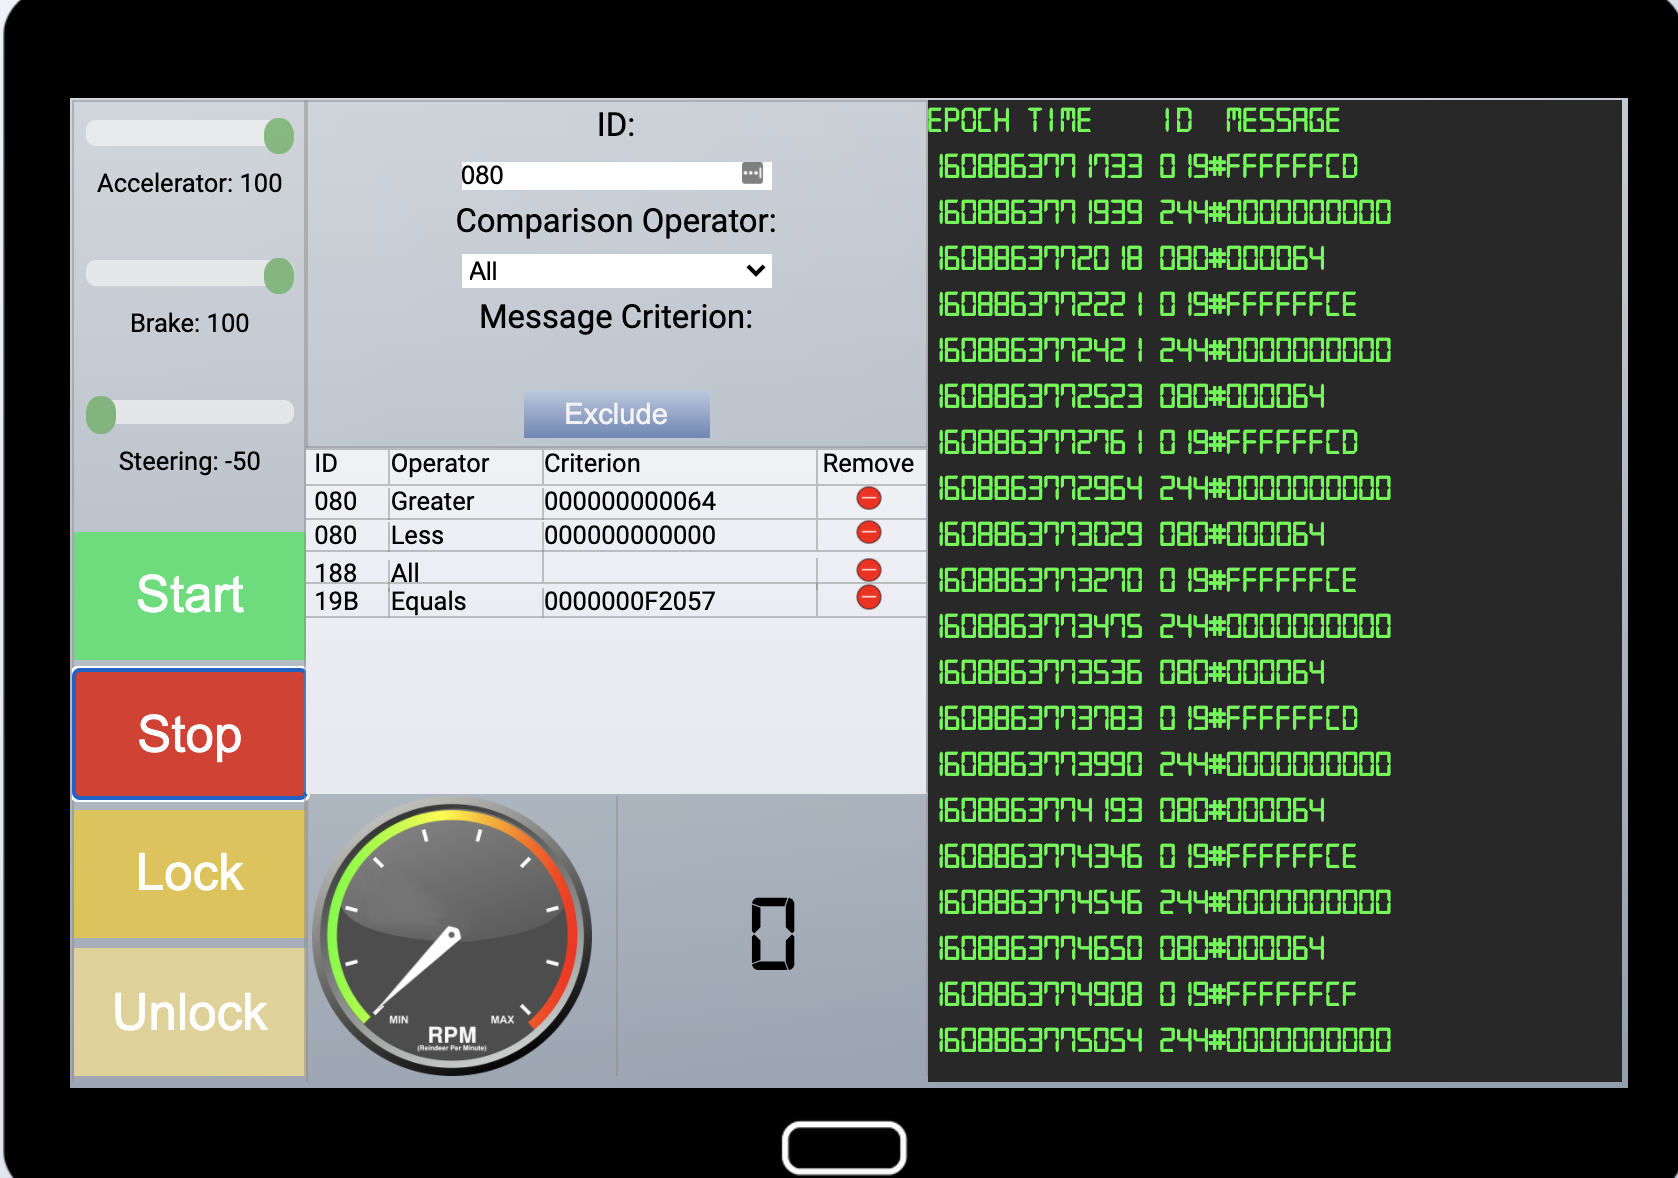 Accelerator: 100
Brake: 100
Steering: -50
Start
Stop
Lock
Unlock
ID:
080
Comparison Operator:
All
Message Criterion:
Exclude
ID Operator Criterion Remove
080 Greater 000000000064
080 Less 000000000000
188 All
19B Equals 0000000F2057
MIN MAX
RPM
(Reindeer Per Minute)
0
EPOCH TIME ID MESSAGE
1608863771733 019#FFFFFFCD
1608863771939 244#0000000000
1608863772018 080#000064
1608863772221 019#FFFFFFCE
1608863772421 244#0000000000
1608863772523 080#000064
1608863772761 019#FFFFFFCD
1608863772964 244#0000000000
1608863773029 080#000064
1608863773270 019#FFFFFFCE
1608863773475 244#0000000000
1608863773536 080#000064
1608863773783 019#FFFFFFCD
1608863773990 244#0000000000
1608863774193 080#000064
1608863774346 019#FFFFFFCE
1608863774546 244#0000000000
1608863774650 080#000064
1608863774908 019#FFFFFFCF
1608863775054 244#0000000000